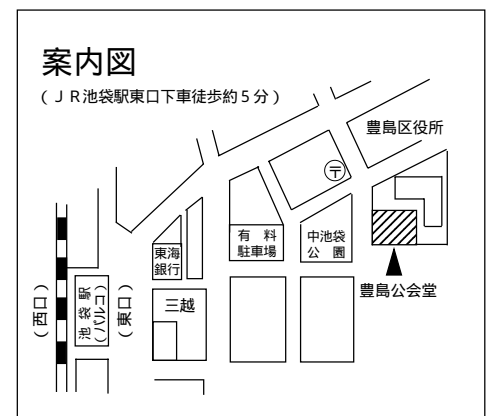 案内図
(JR池袋駅東口下車徒歩約5分)
豊島区役所
〒
有料
駐車場
中池袋
公園
東海
銀行
三越
豊島公会堂
(西口)
池袋駅
(パルコ)
(東口)